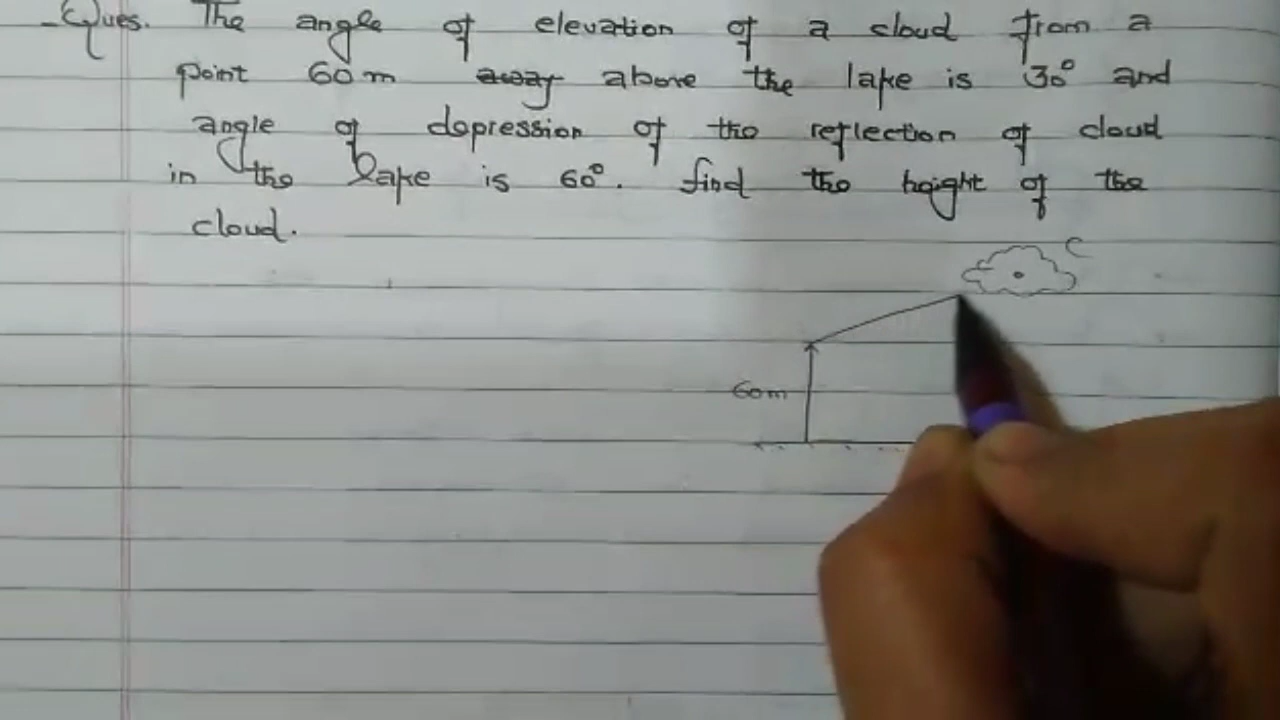 Ques. The angle of elevation of a cloud from a
point 60 m away above the lake is 30° and
angle of depression of the reflection of cloud
in the lake is 60°. find the height of the
cloud.
C
60m